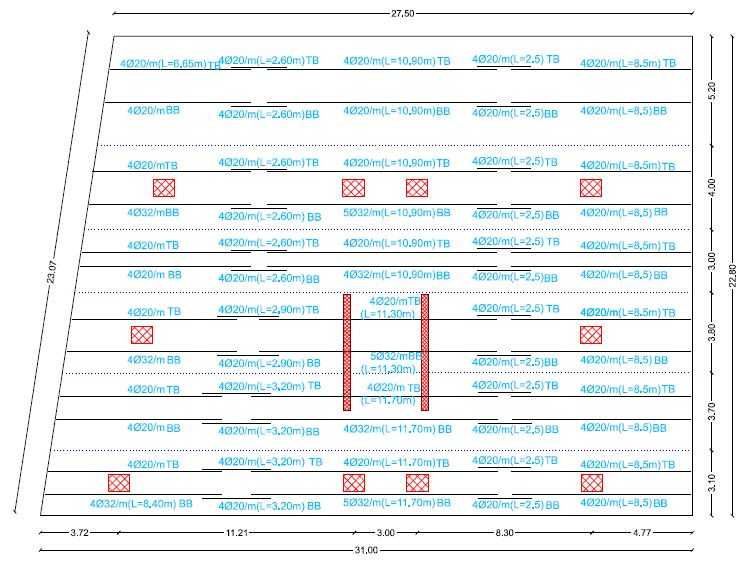 27.50
4Ø20/m(L=6.65m)TB 4Ø20/m(L=2.60m)TB 4Ø20/m(L=10.90m)TB 4Ø20/m(L=2.5)TB 4Ø20/m(L=8.5m)TB
5.20
4Ø20/mBB 4Ø20/m(L=2.60m)BB 4Ø20/m(L=10.90m)BB 4Ø20/m(L=2.5)BB 4Ø20/m(L=8.5)BB
4Ø20/mTB 4Ø20/m(L=2.60m)TB 4Ø20/m(L=10.90m)TB 4Ø20/m(L=2.5)TB 4Ø20/m(L=8.5m)TB
4.00
4Ø32/mBB 4Ø20/m(L=2.60m)BB 5Ø32/m(L=10.90m)BB 4Ø20/m(L=2.5)BB 4Ø20/m(L=8.5)BB
4Ø20/mTB 4Ø20/m(L=2.60m)TB 4Ø20/m(L=10.90m)TB 4Ø20/m(L=2.5)TB 4Ø20/m(L=8.5m)TB
3.00
23.07
22.80
4Ø20/m BB 4Ø20/m(L=2.60m)BB 4Ø32/m(L=10.90m)BB 4Ø20/m(L=2.5)BB 4Ø20/m(L=8.5)BB
4Ø20/m TB 4Ø20/m(L=2.90m)TB 4Ø20/mTB 4Ø20/m(L=2.5)TB 4Ø20/m(L=8.5m)TB
(L=11.30m)
3.80
4Ø32/m BB 4Ø20/m(L=2.90m)BB 5Ø32/mBB 4Ø20/m(L=2.5)BB 4Ø20/m(L=8.5)BB
(L=11.30m)
4Ø20/m TB 4Ø20/m(L=3.20m) TB 4Ø20/m TB 4Ø20/m(L=2.5)TB 4Ø20/m(L=8.5m)TB
(L=11.70m)
3.70
4Ø20/m BB 4Ø20/m(L=3.20m)BB 4Ø32/m(L=11.70m)BB 4Ø20/m(L=2.5)BB 4Ø20/m(L=8.5)BB
4Ø20/mTB 4Ø20/m(L=3.20m) TB 4Ø20/m(L=11.70m)TB 4Ø20/m(L=2.5)TB 4Ø20/m(L=8.5m)TB
3.10
4Ø32/m(L=8.40m) BB 4Ø20/m(L=3.20m)BB 5Ø32/m(L=11.70m)BB 4Ø20/m(L=2.5)BB 4Ø20/m(L=8.5)BB
3.72 11.21 3.00 8.30 4.77
31.00